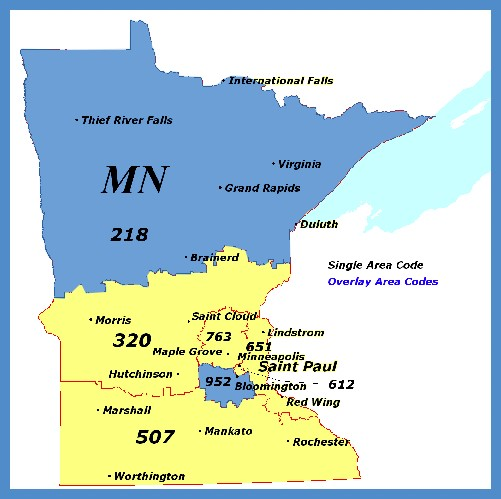 International Falls
Thief River Falls
Virginia
MN
Grand Rapids
Duluth
218
Brainerd
Single Area Code
Overlay Area Codes
Saint Cloud
Morris
Lindstrom
320
763
651
Maple Grove
Minneapolis
Saint Paul
Hutchinson
952
Bloomington
612
Red Wing
Marshall
507
Mankato
Rochester
Worthington